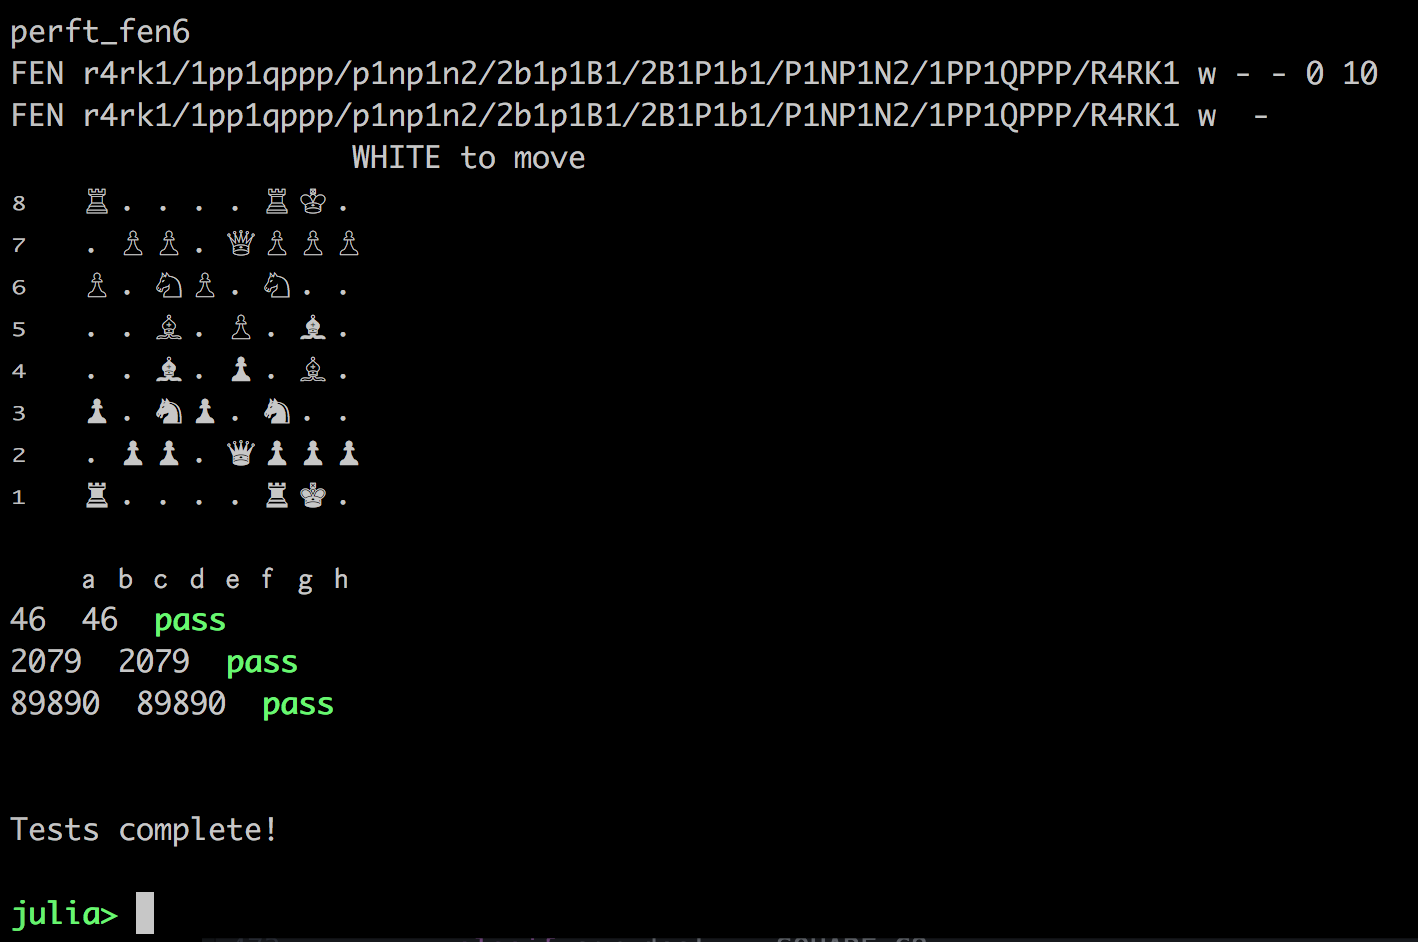 perft_fen6
FEN r4rk1/1pp1qppp/p1np1n2/2b1p1B1/2B1P1b1/P1NP1N2/1PP1QPPP/R4RK1 w - - 0 10
FEN r4rk1/1pp1qppp/p1np1n2/2b1p1B1/2B1P1b1/P1NP1N2/1PP1QPPP/R4RK1 w  -
WHITE to move
8 ♖ . . . . ♖ ♔ .
7 . ♙ ♙ . ♕ ♙ ♙ ♙
6 ♙ . ♘ ♙ . ♘ . .
5 . . ♗ . ♙ . ♝ .
4 . . ♝ . ♟ . ♗ .
3 ♟ . ♞ ♟ . ♞ . .
2 . ♟ ♟ . ♛ ♟ ♟ ♟
1 ♜ . . . . ♜ ♚ .
a b c d e f g h
46  46  pass
2079  2079  pass
89890  89890  pass
Tests complete!
julia>